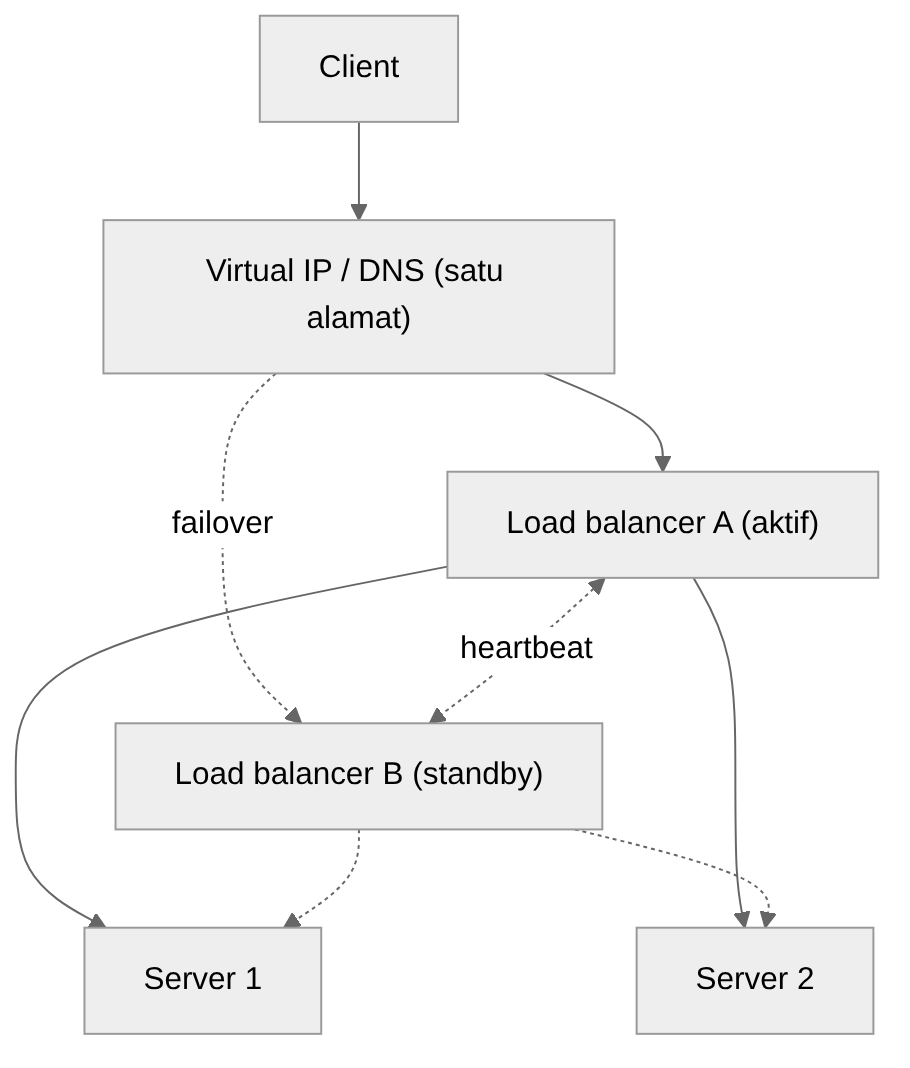 Client
Virtual IP / DNS (satu
alamat)
failover
Load balancer A (aktif)
heartbeat
Load balancer B (standby)
Server 1
Server 2